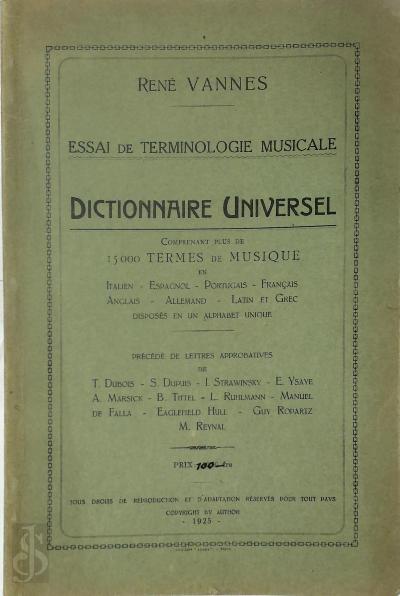 RENÉ VANNES
ESSAI DE TERMINOLOGIE MUSICALE
DICTIONNAIRE UNIVERSEL
COMPRENANT PLUS DE
15000 TERMES DE MUSIQUE
EN
ITALIEN - ESPAGNOL - PORTUGAIS - FRANÇAIS
ANGLAIS - ALLEMAND - LATIN ET GREC
DISPOSÉS EN UN ALPHABET UNIQUE
PRÉCÉDÉ DE LETTRES APPROBATIVES
DE
T. DUBOIS - S. DUPUIS - I. STRAWINSKY - E. YSAYE
A. MARSICK - B. TITTEL - L. RUHLMANN - MANUEL
DE FALLA - EAGLEFIELD HULL - GUY ROPARTZ
M. REYNAL
PRIX 100
TOUS DROITS DE REPRODUCTION ET D'ADAPTATION RÉSERVÉS POUR TOUT PAYS
COPYRIGHT BY AUTHOR
- 1925 -